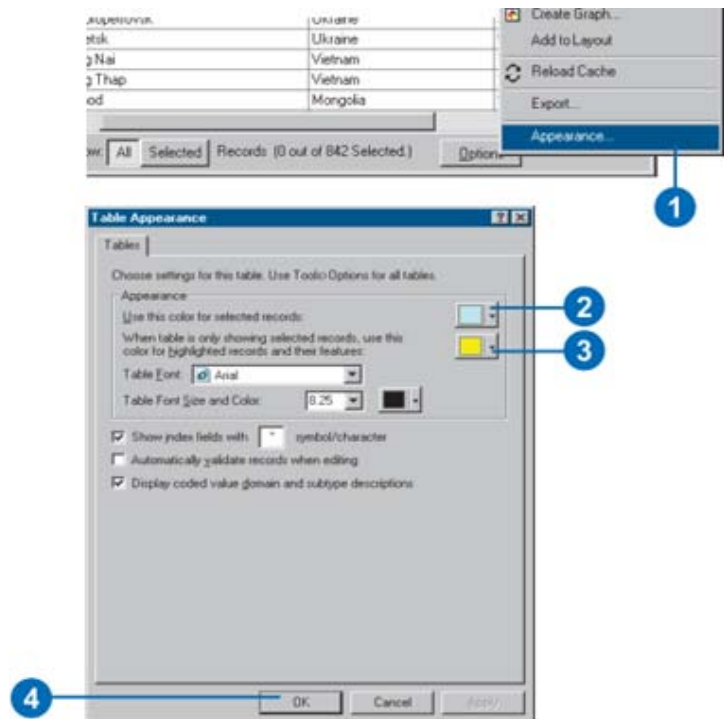 Ukraine
Create Graph...
etsk Ukraine
Add to Layout
g Nai Vietnam
g Thap Vietnam
Reload Cache
od Mongolia
Export...
Appearance...
ow: All Selected Records (0 out of 842 Selected.) Options
1
Table Appearance
Tables
Choose settings for this table. Use Tools>Options for all tables.
Appearance
Use this color for selected records:
2
When table is only showing selected records, use this
color for highlighted records and their features:
3
Table Font: Arial
Table Font Size and Color: 8.25
Show index fields with * symbol/character
Automatically validate records when editing
Display coded value domain and subtype descriptions
4
OK Cancel Apply